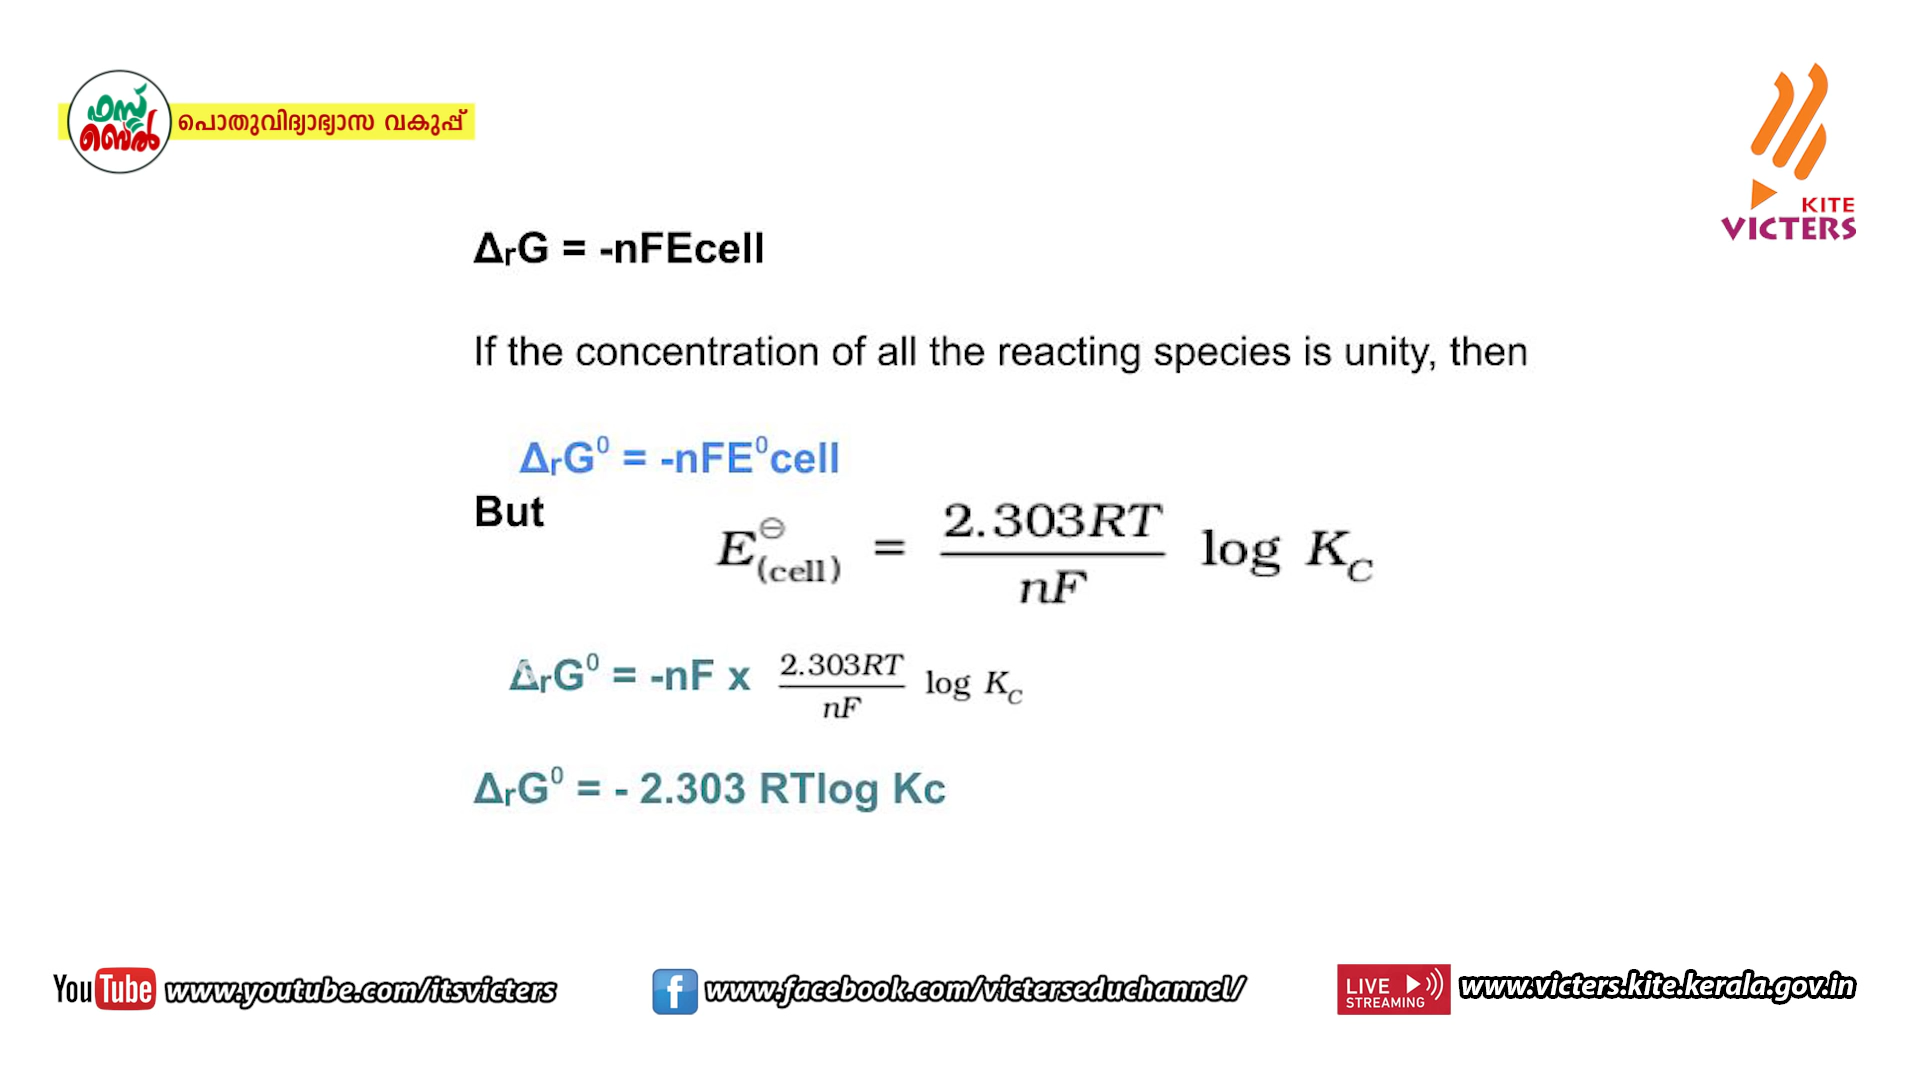 ഫസ്റ്റ്
ബെൽ
പൊതുവിദ്യാഭ്യാസ വകുപ്പ്
KITE
VICTERS
ΔrG = -nFEcell
If the concentration of all the reacting species is unity, then
ΔrG⁰ = -nFE⁰cell
But
E⊖(cell) = 2.303RT/nF log KC
ΔrG⁰ = -nF x 2.303RT/nF log KC
ΔrG⁰ = - 2.303 RTlog Kc
YouTube www.youtube.com/itsvicters
f www.facebook.com/victerseduchannel/
LIVE STREAMING www.victers.kite.kerala.gov.in